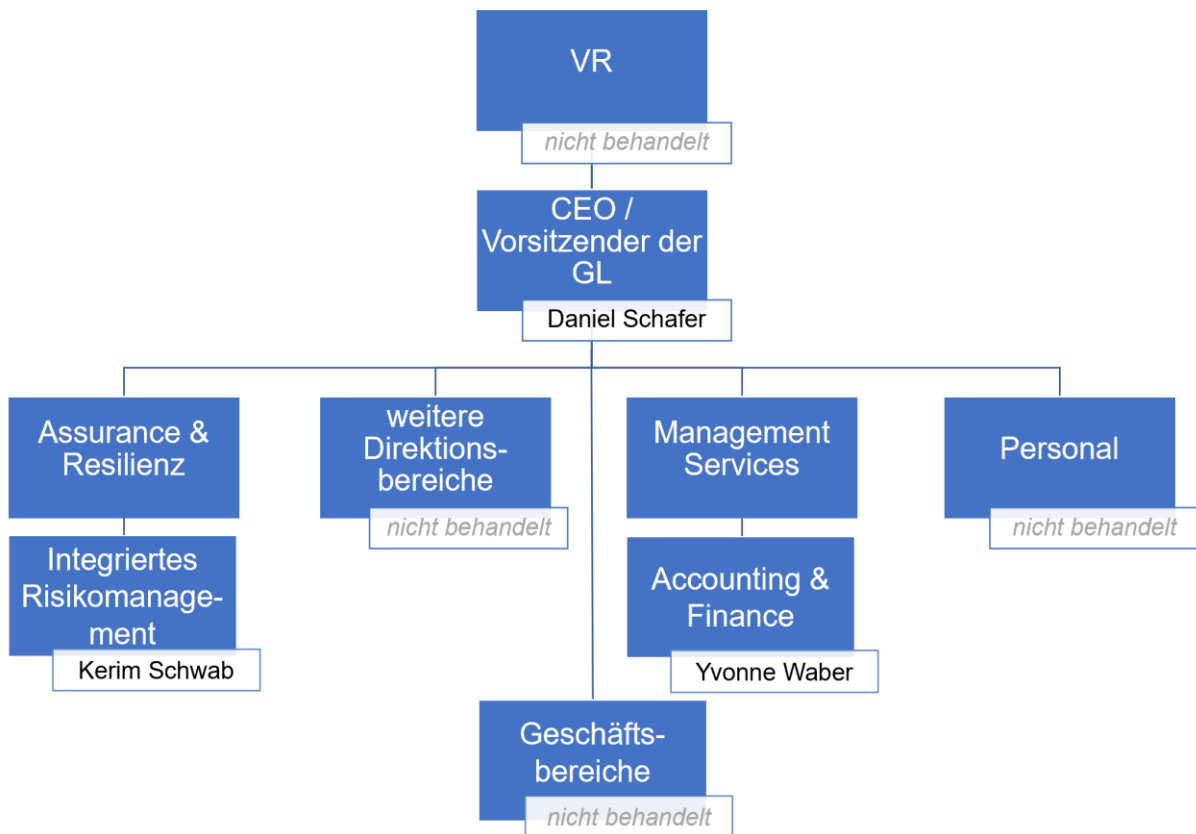 VR
nicht behandelt
CEO /
Vorsitzender der
GL
Daniel Schafer
Assurance &
Resilienz
weitere
Direktions-
bereiche
nicht behandelt
Management
Services
Personal
nicht behandelt
Integriertes
Risikomanage-
ment
Kerim Schwab
Accounting &
Finance
Yvonne Waber
Geschäfts-
bereiche
nicht behandelt